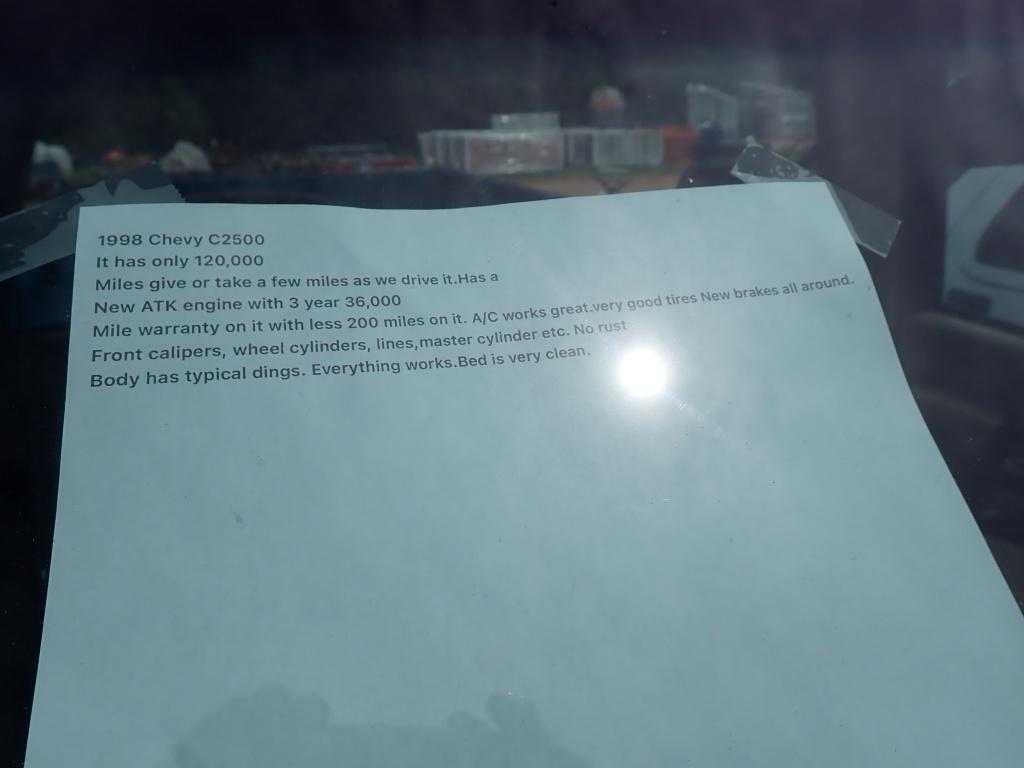 1998 Chevy C2500
It has only 120,000
Miles give or take a few miles as we drive it.Has a
New ATK engine with 3 year 36,000
Mile warranty on it with less 200 miles on it. A/C works great.very good tires New brakes all around.
Front calipers, wheel cylinders, lines,master cylinder etc. No rust
Body has typical dings. Everything works.Bed is very clean.